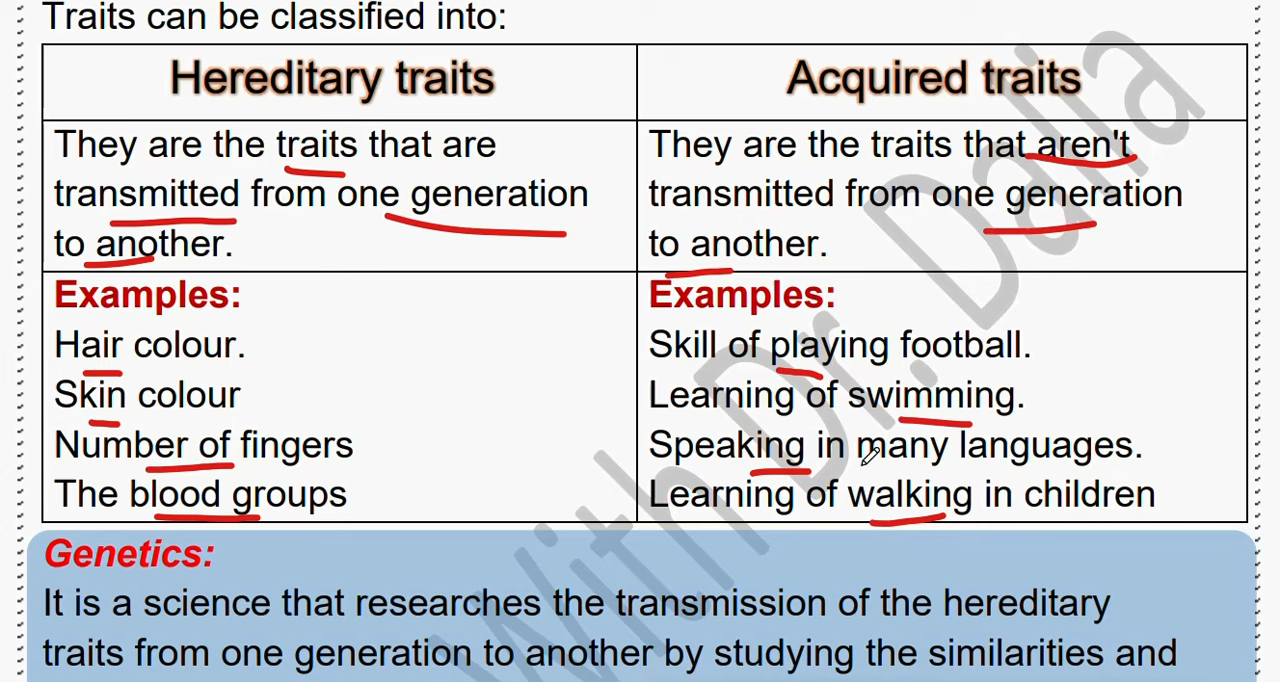 Traits can be classified into:
Hereditary traits
Acquired traits
They are the traits that are
transmitted from one generation
to another.
They are the traits that aren't
transmitted from one generation
to another.
Examples:
Hair colour.
Skin colour
Number of fingers
The blood groups
Examples:
Skill of playing football.
Learning of swimming.
Speaking in many languages.
Learning of walking in children
Genetics:
It is a science that researches the transmission of the hereditary
traits from one generation to another by studying the similarities and
With Dr. Dalia